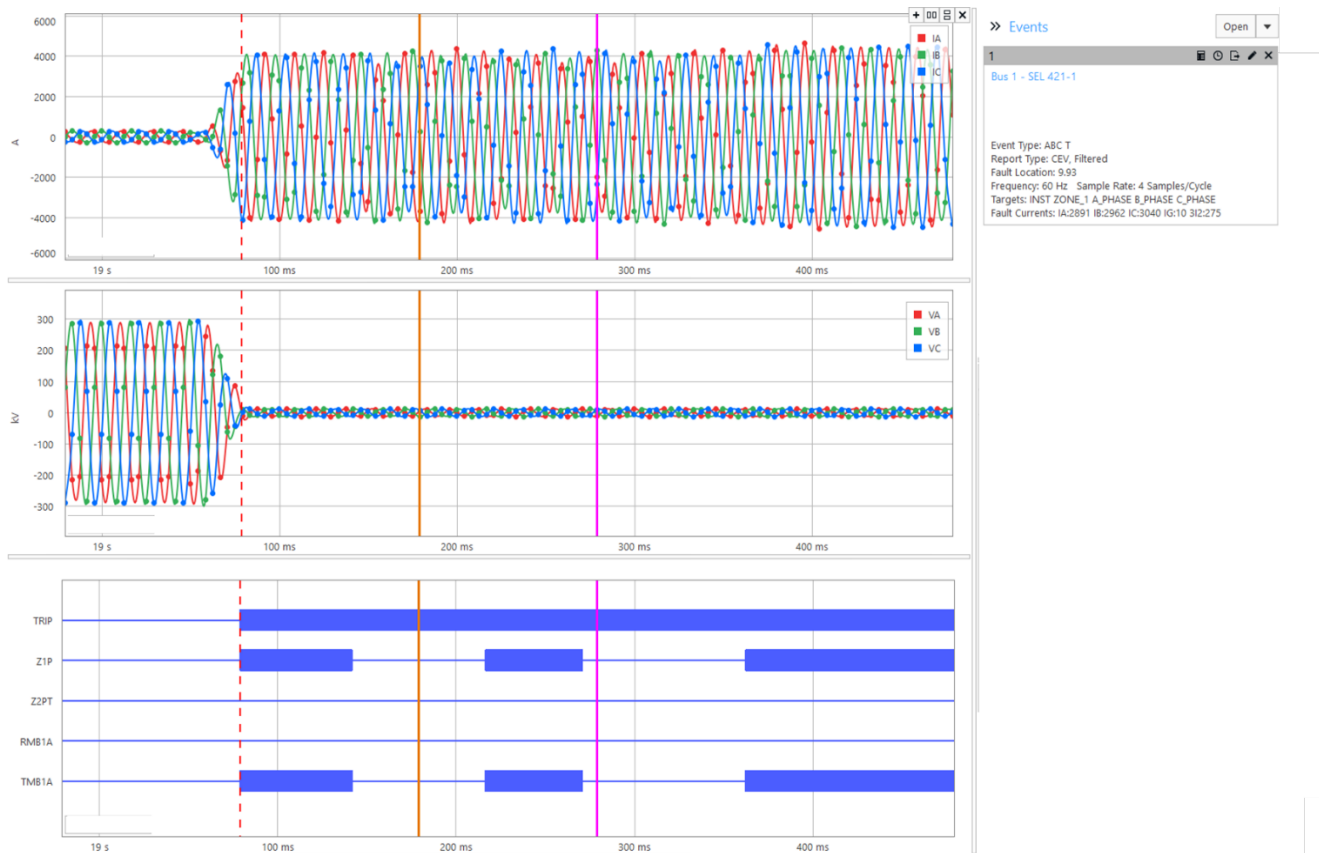 6000
4000
2000
0
-2000
-4000
-6000
A
IA
IB
IC
19 s
100 ms
200 ms
300 ms
400 ms
300
200
100
0
-100
-200
-300
kV
VA
VB
VC
19 s
100 ms
200 ms
300 ms
400 ms
TRIP
Z1P
Z2PT
RMB1A
TMB1A
19 s
100 ms
200 ms
300 ms
400 ms
» Events
Open
1
Bus 1 - SEL 421-1
Event Type: ABC T
Report Type: CEV, Filtered
Fault Location: 9.93
Frequency: 60 Hz Sample Rate: 4 Samples/Cycle
Targets: INST ZONE_1 A_PHASE B_PHASE C_PHASE
Fault Currents: IA:2891 IB:2962 IC:3040 IG:10 3I2:275